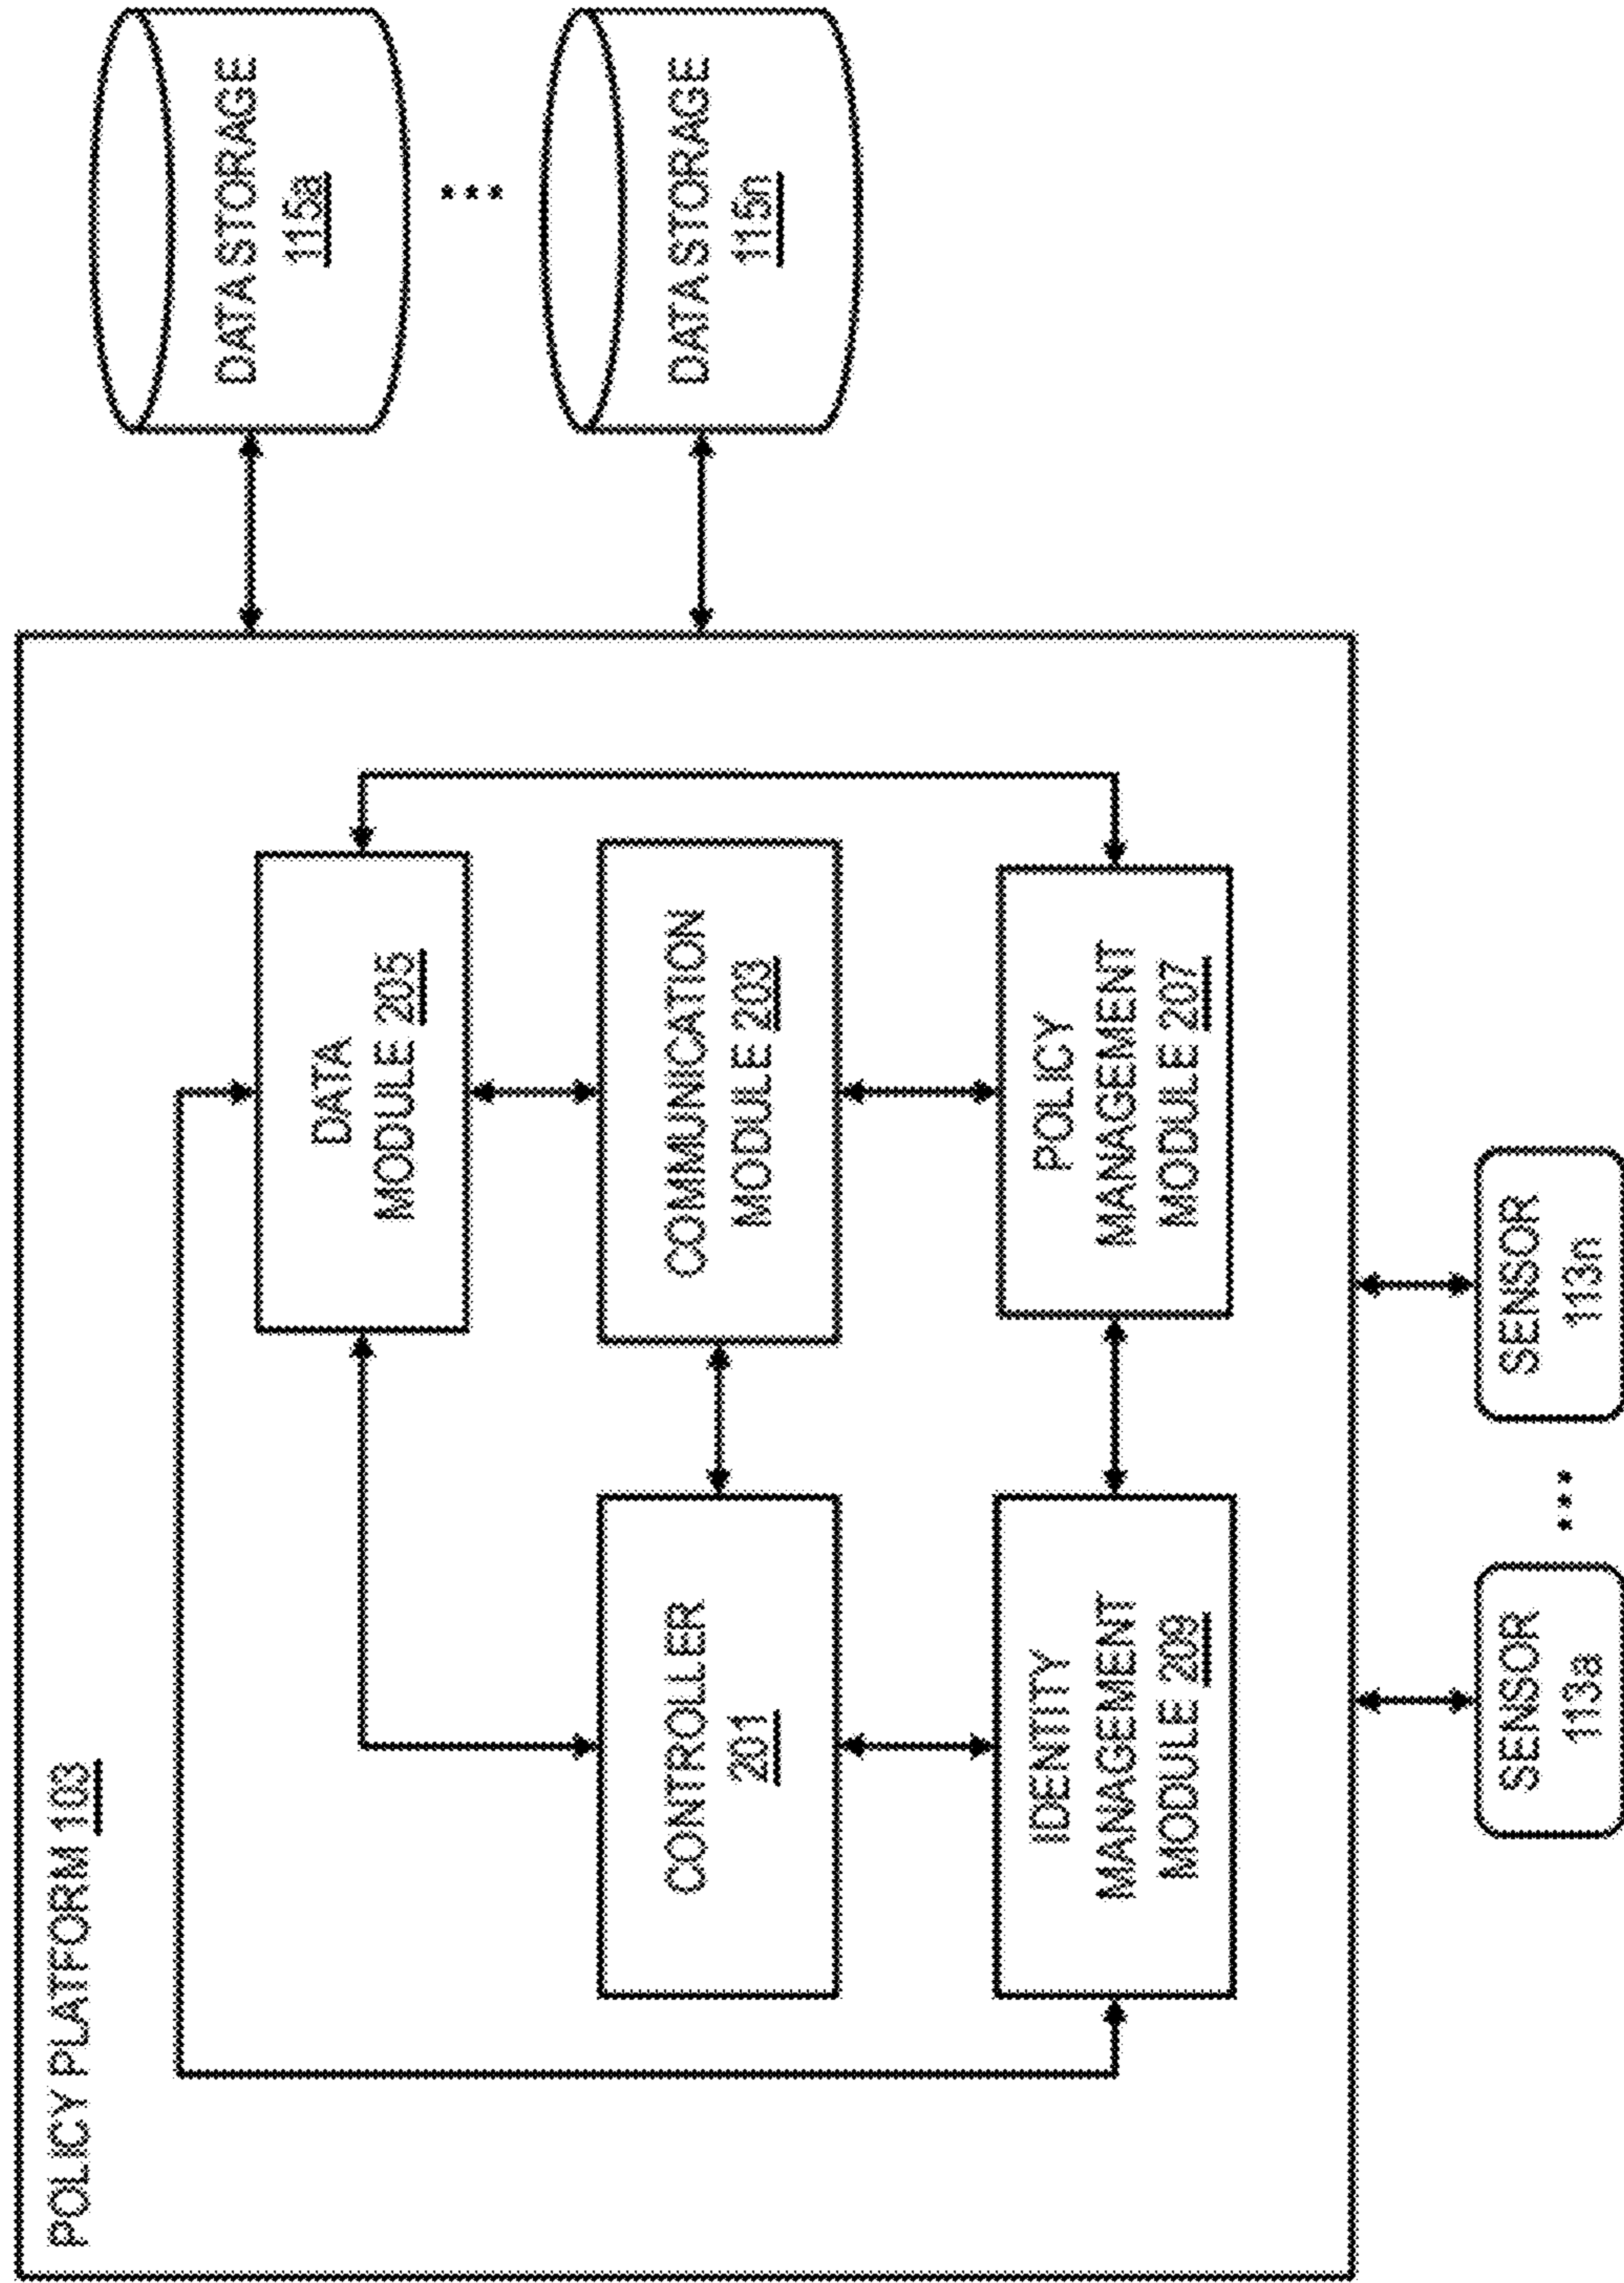 POLICY PLATFORM 103
DATA
MODULE 205
DATA STORAGE
115a
CONTROLLER
201
COMMUNICATION
MODULE 203
DATA STORAGE
115n
IDENTITY
MANAGEMENT
MODULE 209
POLICY
MANAGEMENT
MODULE 207
SENSOR
113a
SENSOR
113n